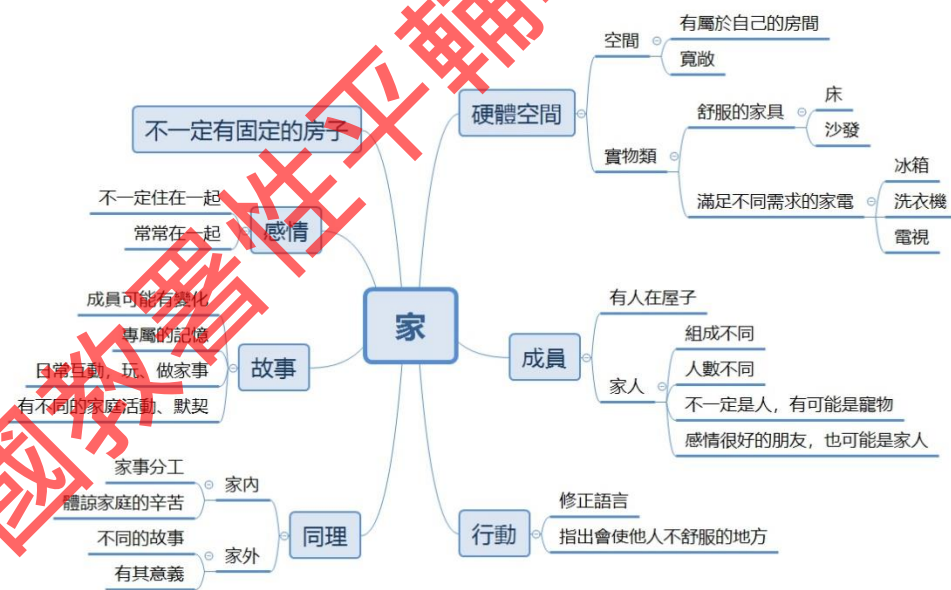 家
硬體空間
空間
有屬於自己的房間
寬敞
實物類
舒服的家具
床
沙發
滿足不同需求的家電
冰箱
洗衣機
電視
成員
有人在屋子
家人
組成不同
人數不同
不一定是人，有可能是寵物
感情很好的朋友，也可能是家人
行動
修正語言
指出會使他人不舒服的地方
不一定有固定的房子
感情
不一定住在一起
常常在一起
故事
成員可能有變化
專屬的記憶
日常互動，玩、做家事
有不同的家庭活動、默契
同理
家內
家事分工
體諒家庭的辛苦
家外
不同的故事
有其意義
國教署性平輔